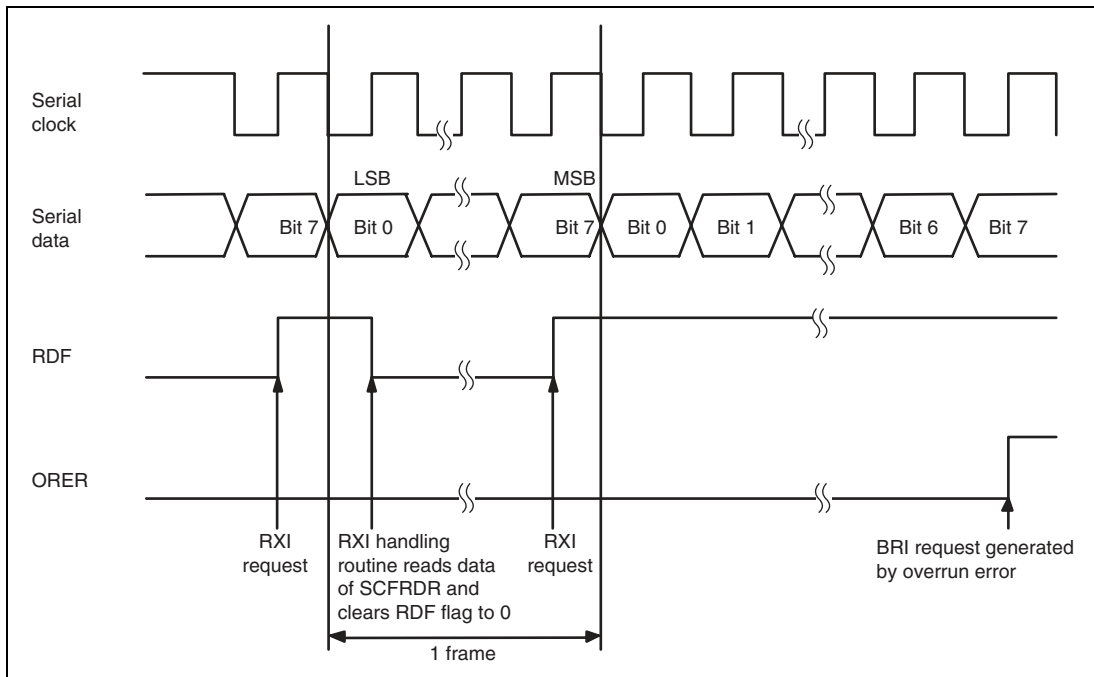 Serial
clock
LSB
MSB
Serial
data
Bit 7
Bit 0
Bit 7
Bit 0
Bit 1
Bit 6
Bit 7
RDF
ORER
RXI
request
RXI handling
routine reads data
of SCFRDR and
clears RDF flag to 0
RXI
request
BRI request generated
by overrun error
1 frame